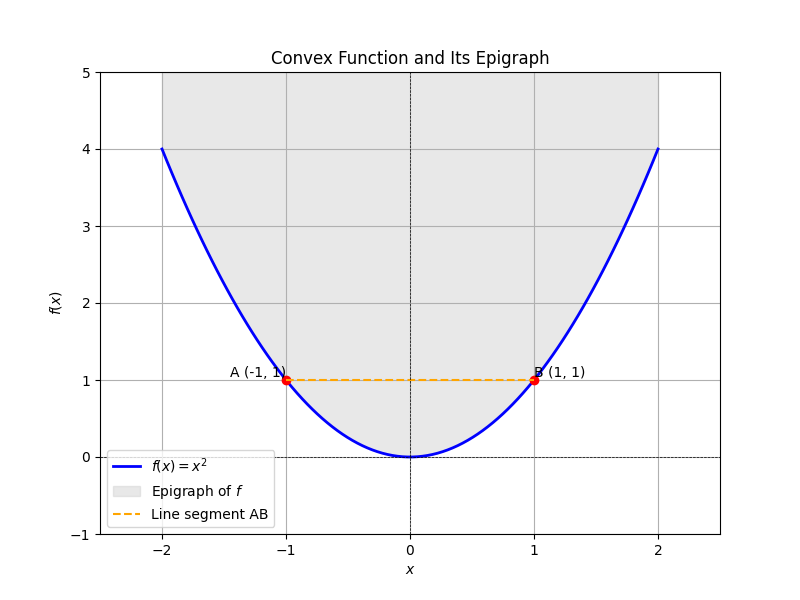 Convex Function and Its Epigraph
5
4
3
2
1
0
−1
f(x)
A (-1, 1)
B (1, 1)
f(x) = x²
Epigraph of f
Line segment AB
−2
−1
0
1
2
x